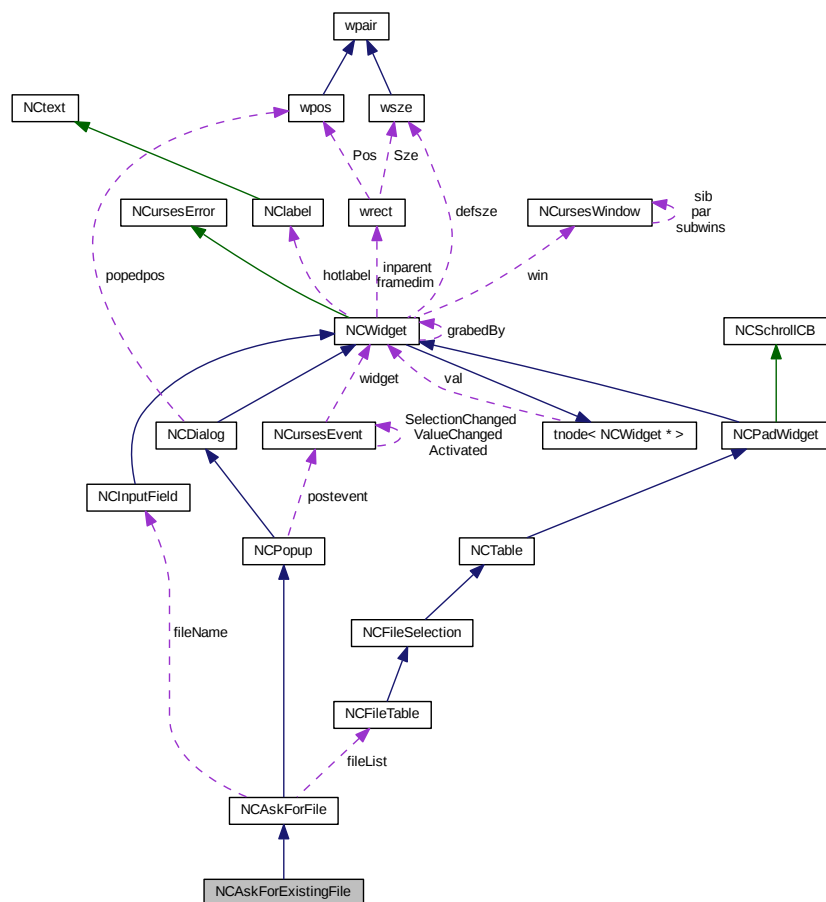 wpair
NCtext
wpos
wsze
Pos
Sze
NCursesError
NClabel
wrect
defsze
NCursesWindow
sib
par
subwins
popedpos
hotlabel
inparent
framedim
win
NCWidget
grabedBy
NCSchrollCB
widget
val
NCDialog
NCursesEvent
SelectionChanged
ValueChanged
Activated
tnode< NCWidget * >
NCPadWidget
NCInputField
postevent
NCPopup
NCTable
fileName
NCFileSelection
NCFileTable
fileList
NCAskForFile
NCAskForExistingFile